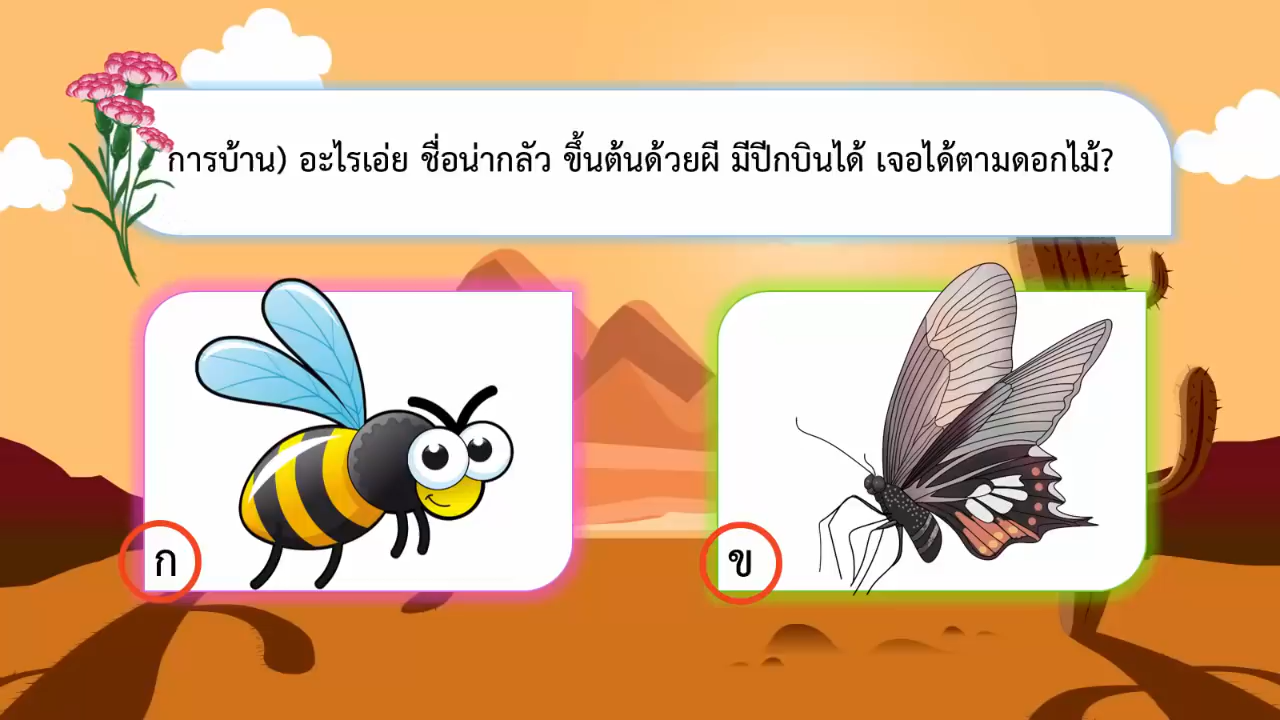 การบ้าน) อะไรเอ่ย ชื่อน่ากลัว ขึ้นต้นด้วยผี มีปีกบินได้ เจอได้ตามดอกไม้?
ก
ข